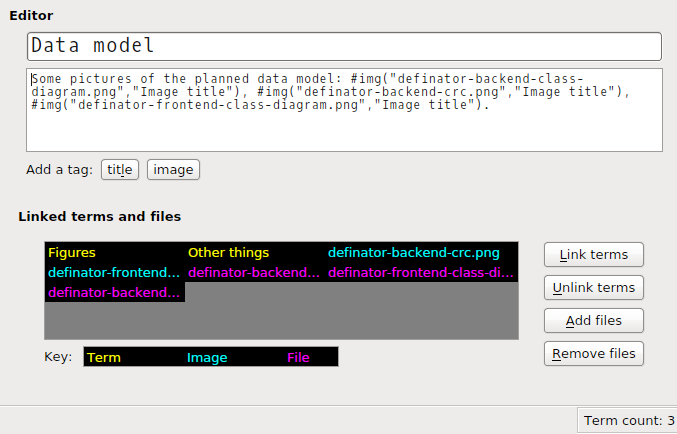 Editor
Data model
Some pictures of the planned data model: #img("definator-backend-class-
diagram.png","Image title"), #img("definator-backend-crc.png","Image title"),
#img("definator-frontend-class-diagram.png","Image title").
Add a tag: title image
Linked terms and files
Figures Other things definator-backend-crc.png
definator-frontend... definator-backend... definator-frontend-class-di...
definator-backend...
Link terms
Unlink terms
Add files
Remove files
Key: Term Image File
Term count: 3